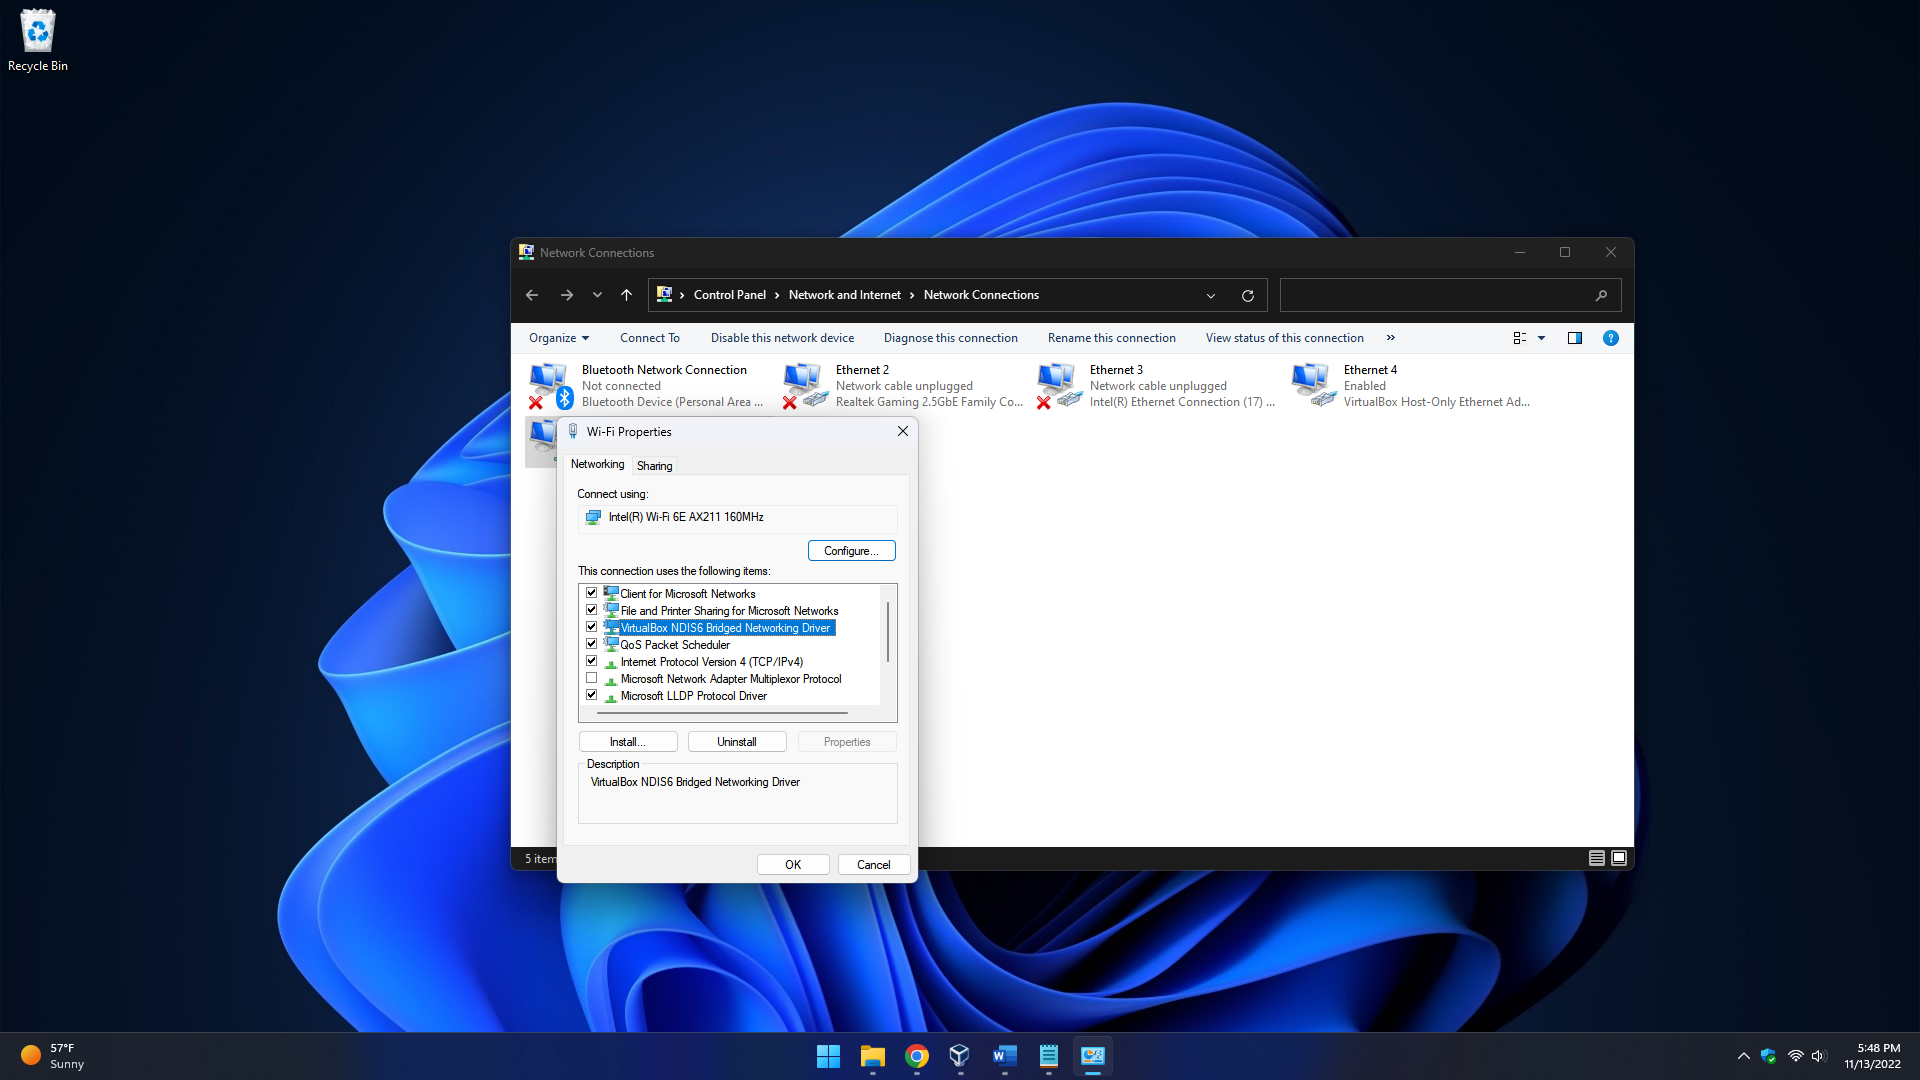 Recycle Bin
Network Connections
Control Panel > Network and Internet > Network Connections
Organize Connect To Disable this network device Diagnose this connection Rename this connection View status of this connection »
Bluetooth Network Connection
Not connected
Bluetooth Device (Personal Area ...
Ethernet 2
Network cable unplugged
Realtek Gaming 2.5GbE Family Co...
Ethernet 3
Network cable unplugged
Intel(R) Ethernet Connection (17) ...
Ethernet 4
Enabled
VirtualBox Host-Only Ethernet Ad...
Wi-Fi Properties
Networking Sharing
Connect using:
Intel(R) Wi-Fi 6E AX211 160MHz
Configure...
This connection uses the following items:
Client for Microsoft Networks
File and Printer Sharing for Microsoft Networks
VirtualBox NDIS6 Bridged Networking Driver
QoS Packet Scheduler
Internet Protocol Version 4 (TCP/IPv4)
Microsoft Network Adapter Multiplexor Protocol
Microsoft LLDP Protocol Driver
Install... Uninstall Properties
Description
VirtualBox NDIS6 Bridged Networking Driver
OK Cancel
5 item
57°F
Sunny
5:48 PM
11/13/2022